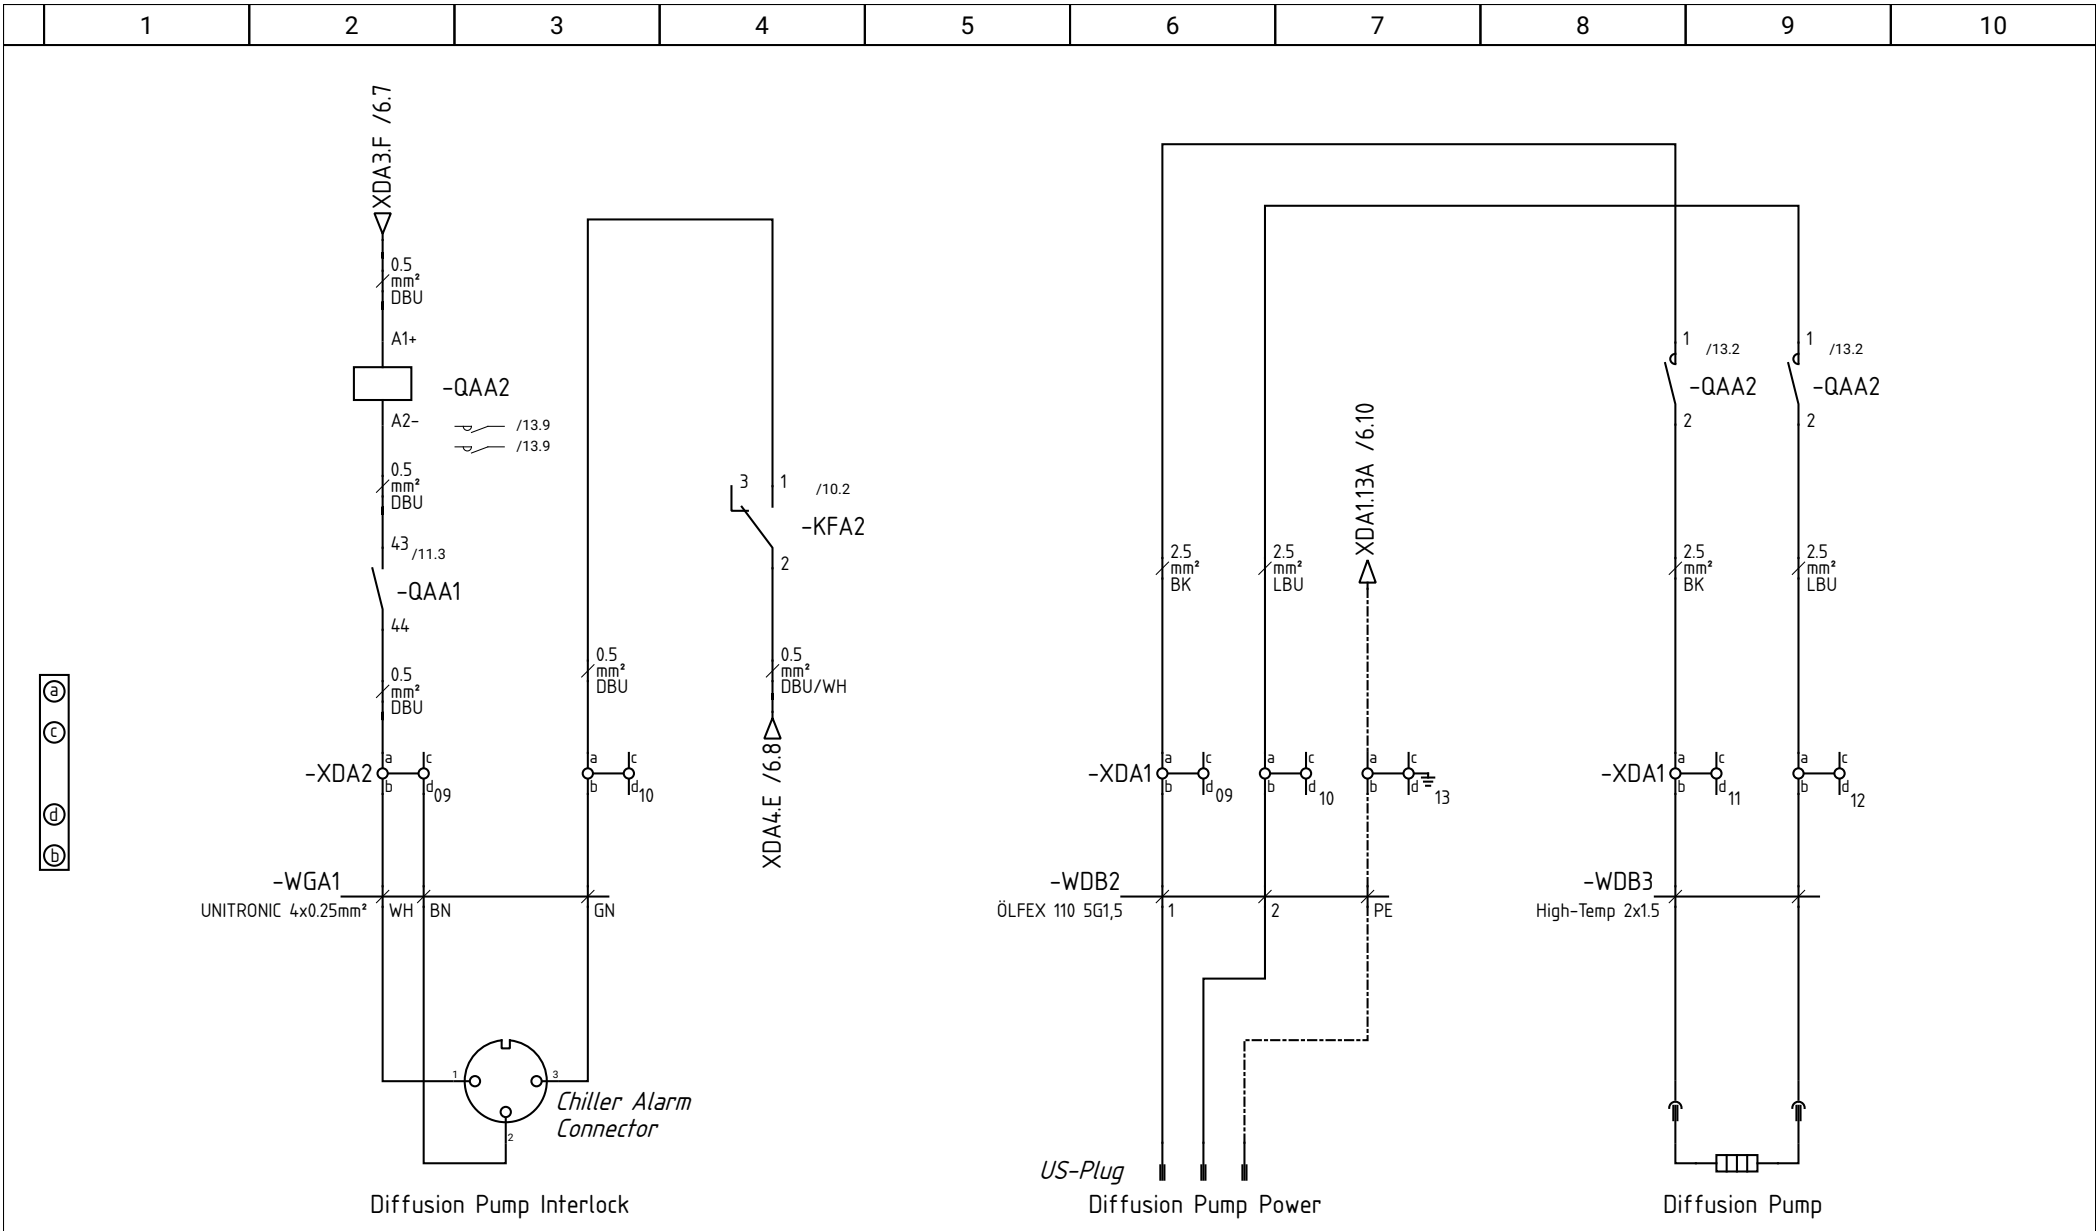 1 2 3 4 5 6 7 8 9 10
XDA3.F /6.7
0.5
mm²
DBU
A1+
-QAA2
A2-
/13.9
/13.9
0.5
mm²
DBU
43
/11.3
-QAA1
44
0.5
mm²
DBU
a
c
d
b
-XDA2
a
b
c
d
09
0.5
mm²
DBU
a
b
c
d
10
3
1
/10.2
-KFA2
2
0.5
mm²
DBU/WH
XDA4.E /6.8
-WGA1
UNITRONIC 4x0.25mm²
WH
BN
GN
1
3
2
Chiller Alarm
Connector
Diffusion Pump Interlock
2.5
mm²
BK
2.5
mm²
LBU
XDA1.13A /6.10
-XDA1
a
b
c
d
09
a
b
c
d
10
a
b
c
d
13
-WDB2
ÖLFEX 110 5G1,5
1
2
PE
US-Plug
Diffusion Pump Power
1
/13.2
-QAA2
2
1
/13.2
-QAA2
2
2.5
mm²
BK
2.5
mm²
LBU
-XDA1
a
b
c
d
11
a
b
c
d
12
-WDB3
High-Temp 2x1.5
Diffusion Pump